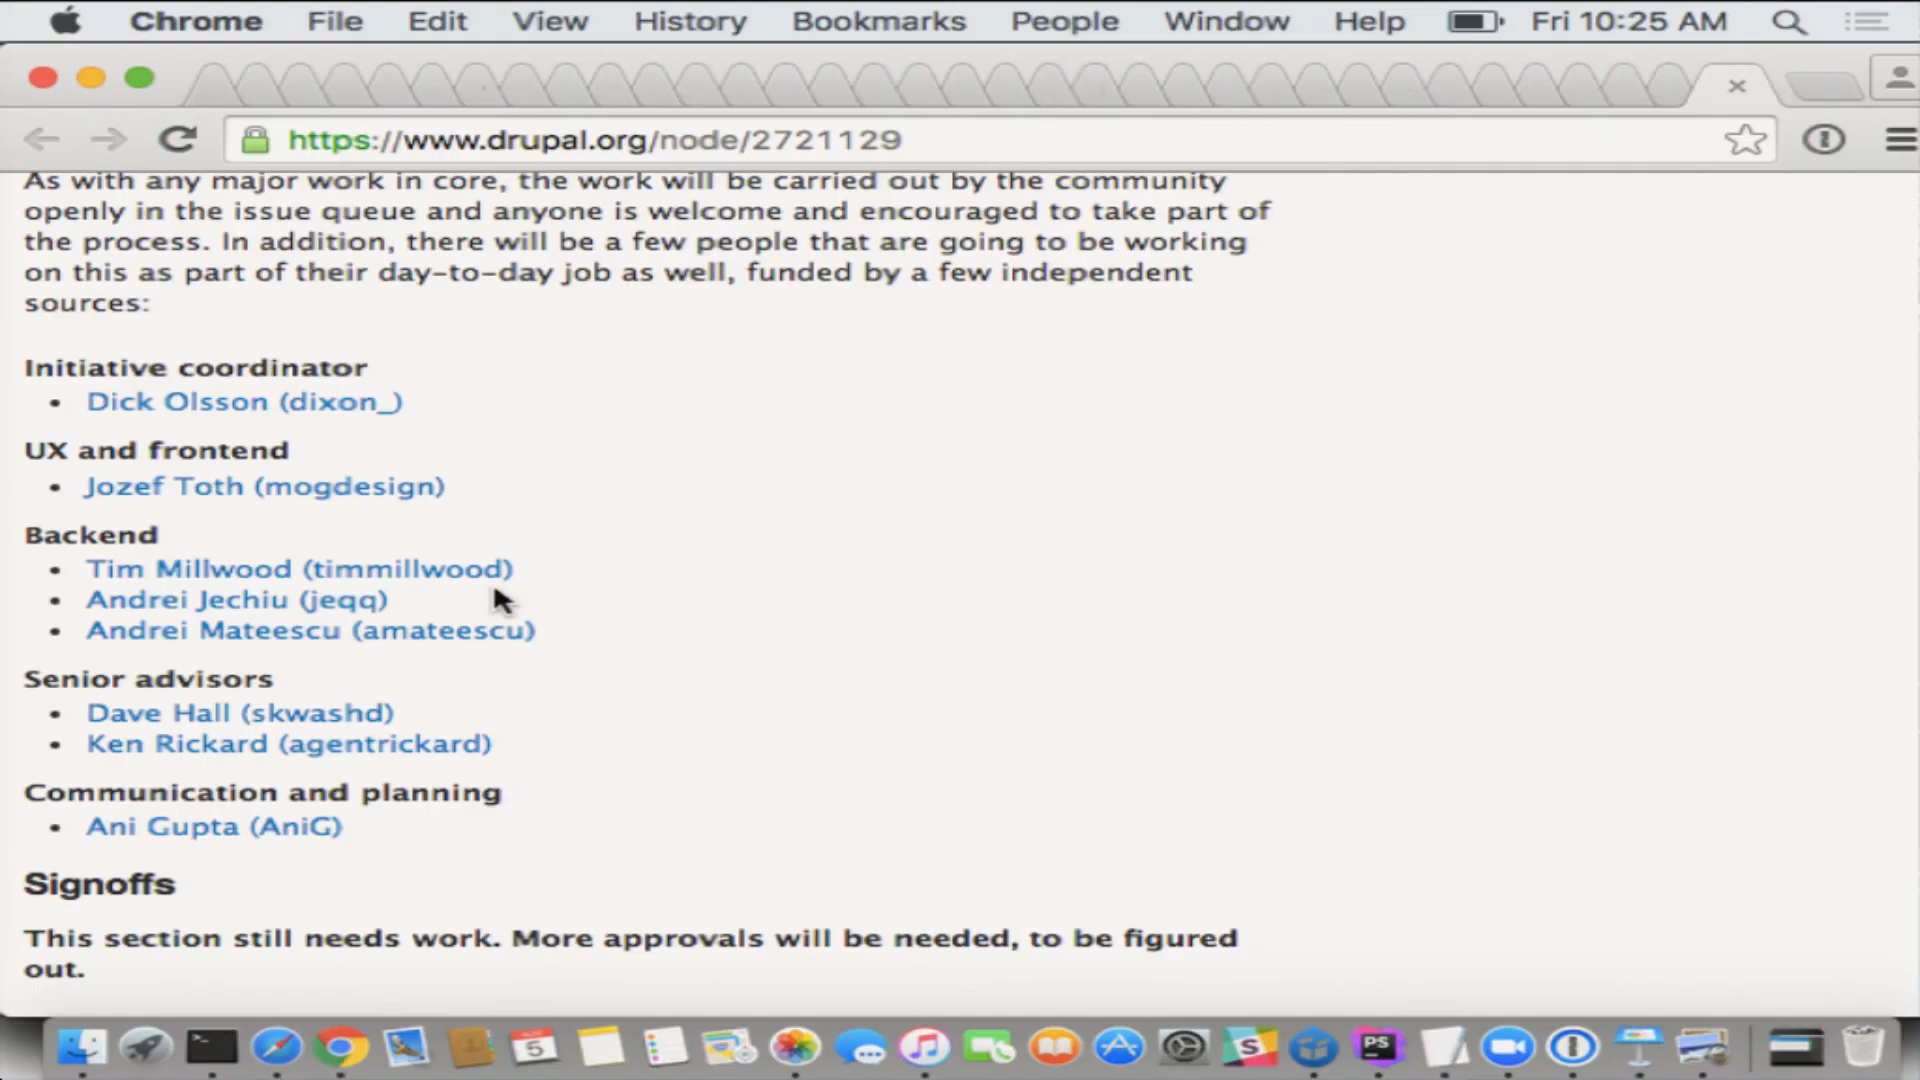 Chrome File Edit View History Bookmarks People Window Help Fri 10:25 AM
https://www.drupal.org/node/2721129
As with any major work in core, the work will be carried out by the community
openly in the issue queue and anyone is welcome and encouraged to take part of
the process. In addition, there will be a few people that are going to be working
on this as part of their day-to-day job as well, funded by a few independent
sources:
Initiative coordinator
• Dick Olsson (dixon_)
UX and frontend
• Jozef Toth (mogdesign)
Backend
• Tim Millwood (timmillwood)
• Andrei Jechiu (jeqq)
• Andrei Mateescu (amateescu)
Senior advisors
• Dave Hall (skwashd)
• Ken Rickard (agentrickard)
Communication and planning
• Ani Gupta (AniG)
Signoffs
This section still needs work. More approvals will be needed, to be figured
out.
5 S PS